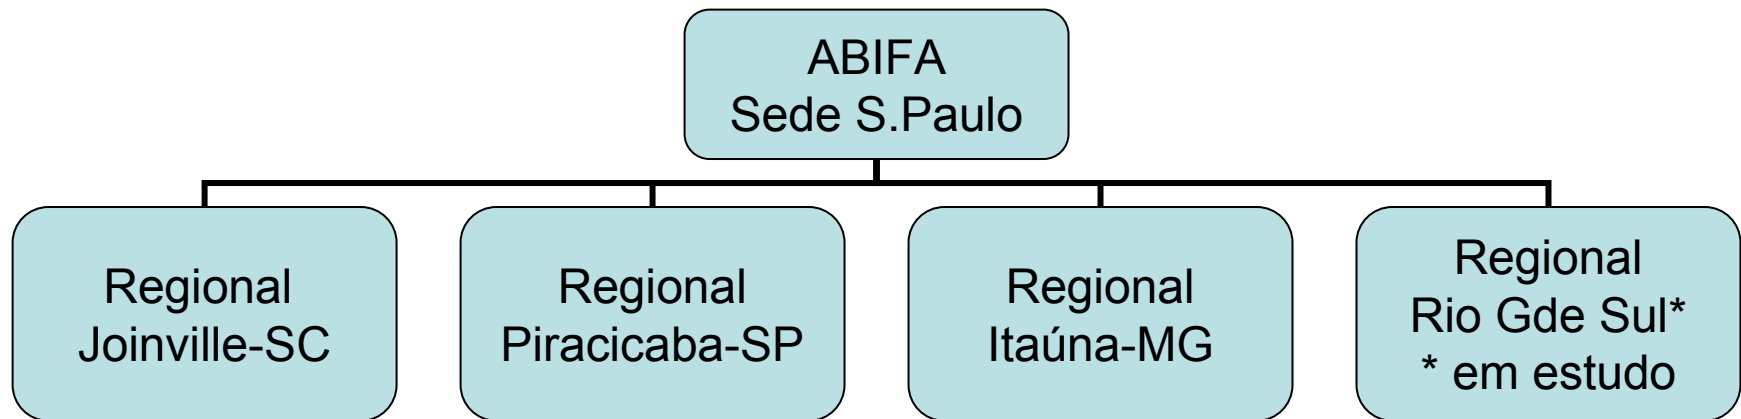 ABIFA
Sede S.Paulo
Regional
Joinville-SC
Regional
Piracicaba-SP
Regional
Itaúna-MG
Regional
Rio Gde Sul*
* em estudo